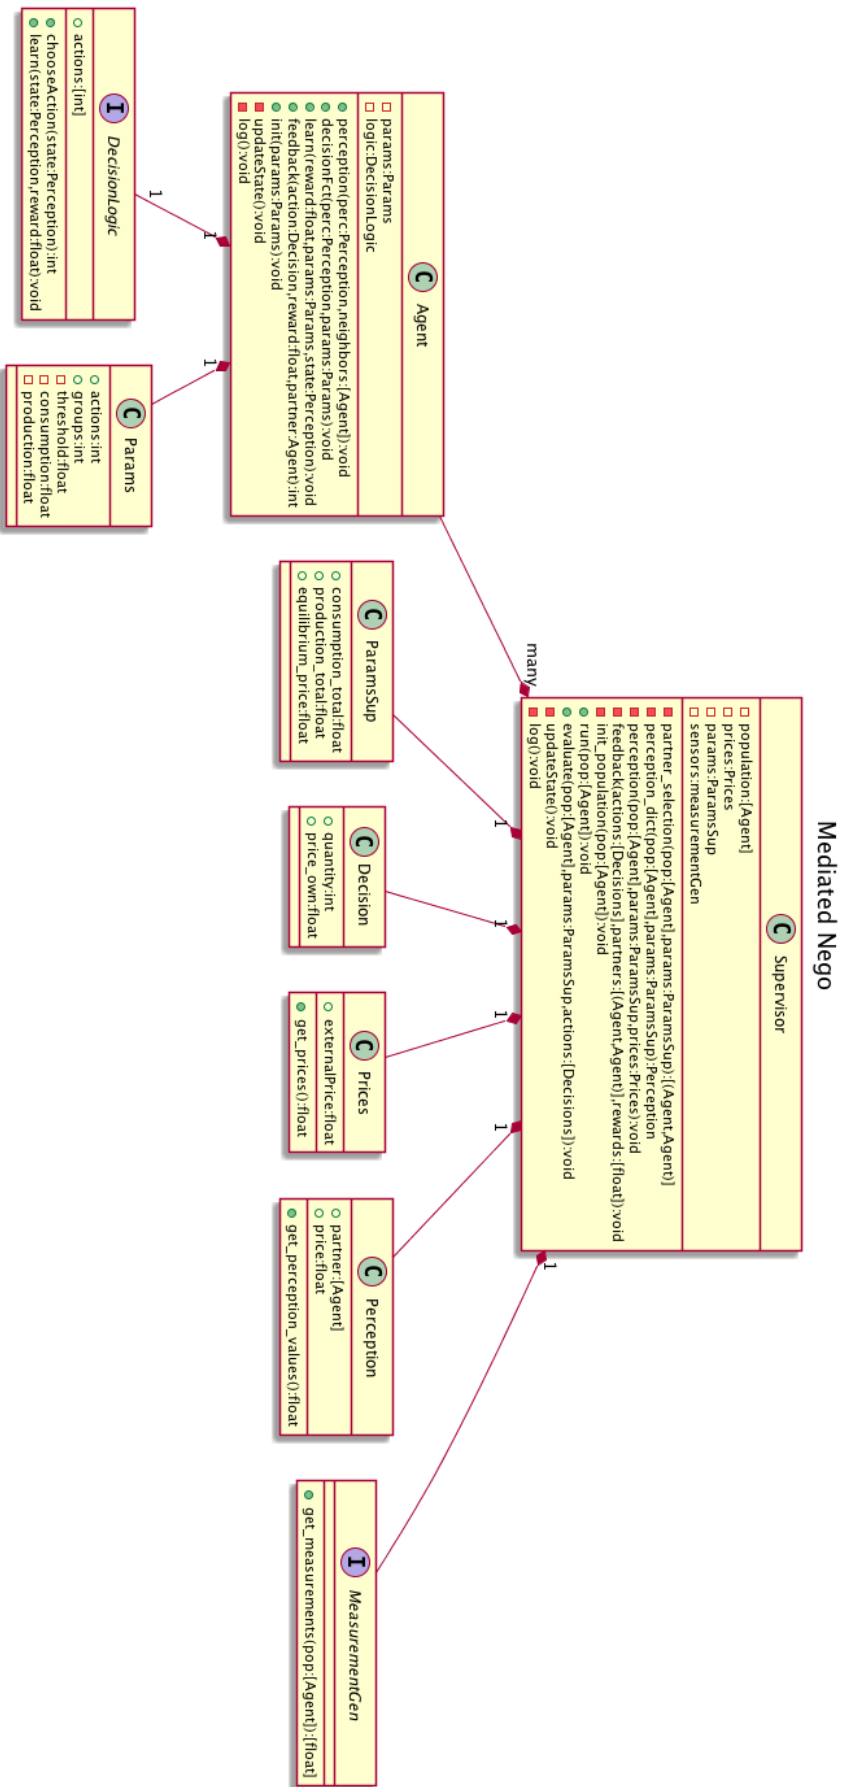 Mediated Nego
C Supervisor
population:[Agent]
prices:Prices
params:ParamsSup
sensors:measurementGen
partner_selection(pop:[Agent],params:ParamsSup):[(Agent,Agent)]
perception_dict(pop:[Agent],params:ParamsSup):Perception
perception(pop:[Agent],params:ParamsSup,prices:Prices):void
feedback(actions:[Decisions],partners:[(Agent,Agent)],rewards:[float]):void
init_population(pop:[Agent]):void
run(pop:[Agent]):void
evaluate(pop:[Agent],params:ParamsSup,actions:[Decisions]):void
updateState():void
log():void
many
1
1
1
1
1
C Agent
params:Params
logic:DecisionLogic
perception(perc:Perception,neighbors:[Agent]):void
decisionFct(perc:Perception,params:Params):void
learn(reward:float,params:Params,state:Perception):void
feedback(action:Decision,reward:float,partner:Agent):int
init(params:Params):void
updateState():void
log():void
C ParamsSup
consumption_total:float
production_total:float
equilibrium_price:float
C Decision
quantity:int
price_own:float
C Prices
externalPrice:float
get_prices():float
C Perception
partner:[Agent]
price:float
get_perception_values():float
I MeasurementGen
get_measurements(pop:[Agent]):[float]
1
1
1
I DecisionLogic
actions:[int]
chooseAction(state:Perception):int
learn(state:Perception,reward:float):void
C Params
actions:int
groups:int
threshold:float
consumption:float
production:float